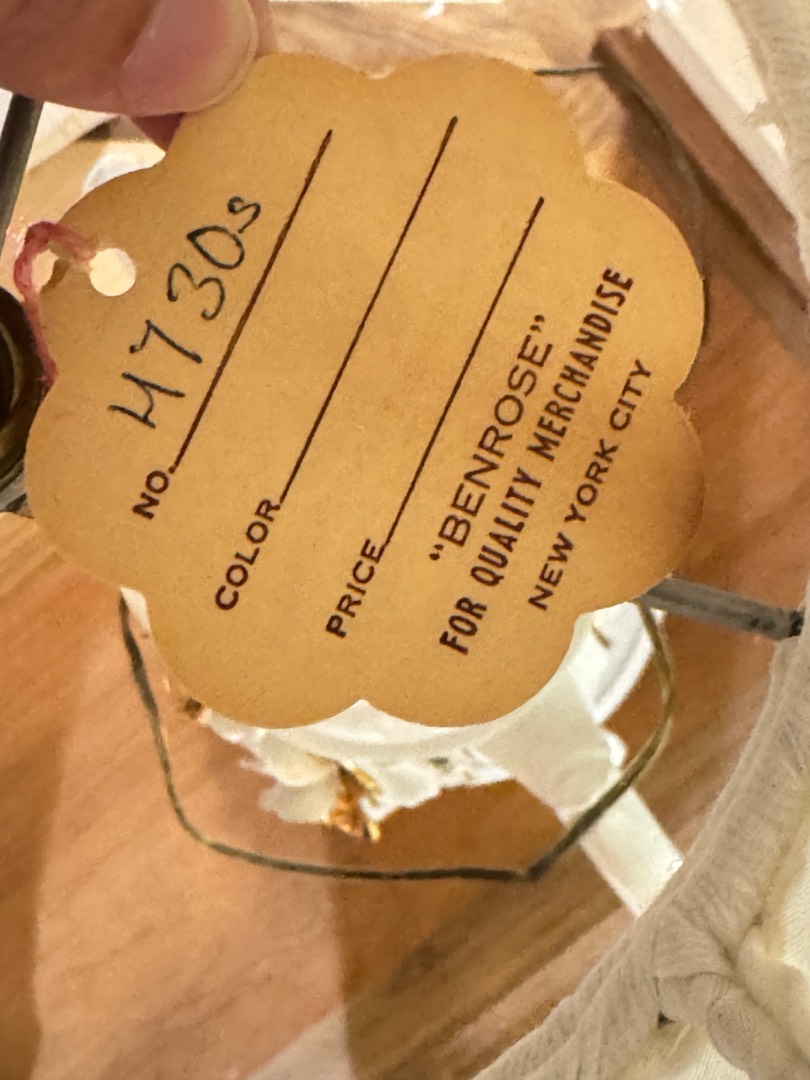 NO. 4730s
COLOR
PRICE
“BENROSE”
FOR QUALITY MERCHANDISE
NEW YORK CITY